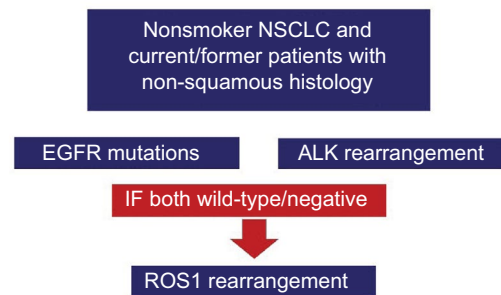 Nonsmoker NSCLC and
current/former patients with
non-squamous histology
EGFR mutations
ALK rearrangement
IF both wild-type/negative
ROS1 rearrangement